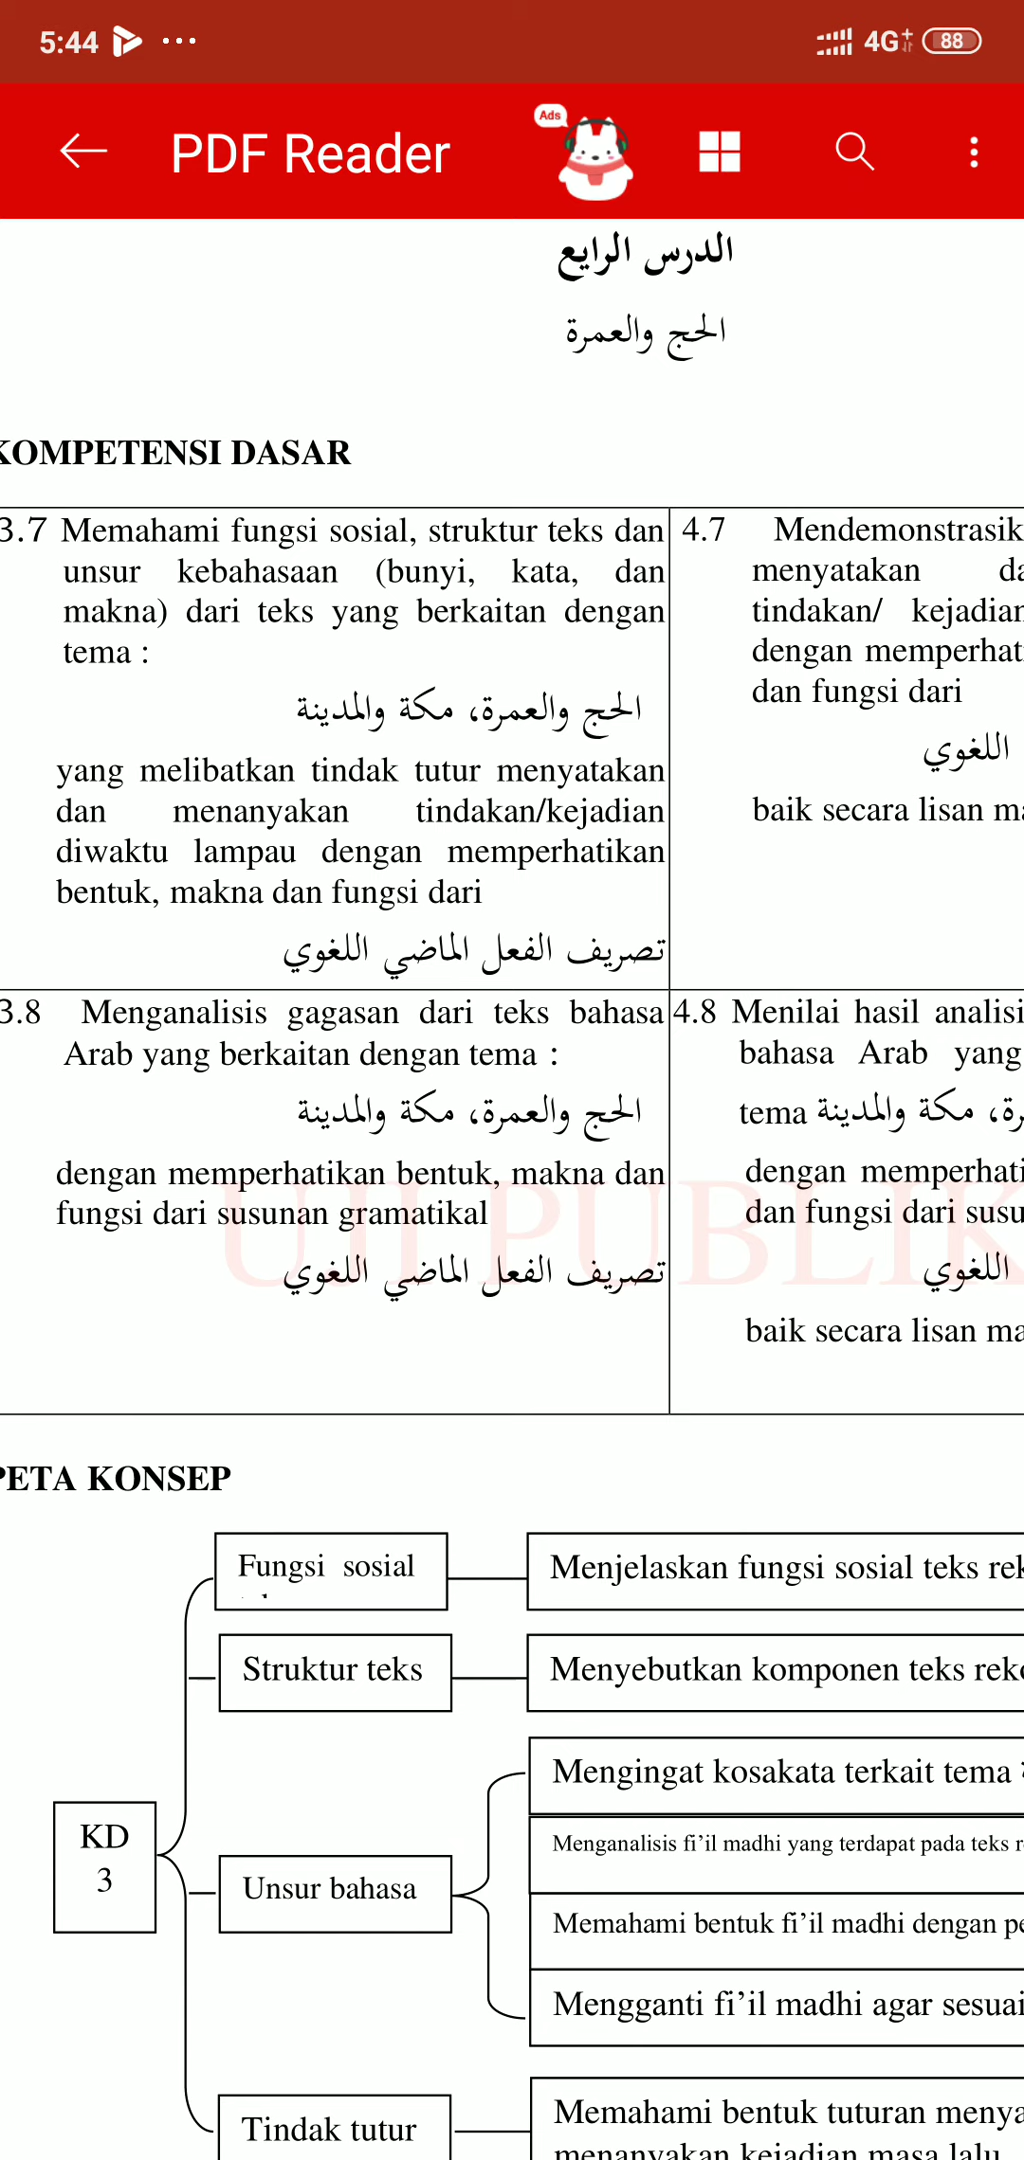 5:44
4G+
88
PDF Reader
Ads
الدرس الرايع
الحج والعمرة
KOMPETENSI DASAR
3.7 Memahami fungsi sosial, struktur teks dan
unsur kebahasaan (bunyi, kata, dan
makna) dari teks yang berkaitan dengan
tema :
الحج والعمرة، مكة والمدينة
yang melibatkan tindak tutur menyatakan
dan menanyakan tindakan/kejadian
diwaktu lampau dengan memperhatikan
bentuk, makna dan fungsi dari
تصريف الفعل الماضي اللغوي
4.7 Mendemonstrasik
menyatakan da
tindakan/ kejadian
dengan memperhati
dan fungsi dari
اللغوي
baik secara lisan ma
3.8 Menganalisis gagasan dari teks bahasa
Arab yang berkaitan dengan tema :
الحج والعمرة، مكة والمدينة
dengan memperhatikan bentuk, makna dan
fungsi dari susunan gramatikal
تصريف الفعل الماضي اللغوي
4.8 Menilai hasil analisi
bahasa Arab yang
tema رة، مكة والمدينة
dengan memperhati
dan fungsi dari susu
اللغوي
baik secara lisan ma
UII PUBLIK
PETA KONSEP
KD
3
Fungsi sosial
Menjelaskan fungsi sosial teks rek
Struktur teks
Menyebutkan komponen teks reko
Unsur bahasa
Mengingat kosakata terkait tema
Menganalisis fi’il madhi yang terdapat pada teks r
Memahami bentuk fi’il madhi dengan pe
Mengganti fi’il madhi agar sesuai
Tindak tutur
Memahami bentuk tuturan menya
menanyakan kejadian masa lalu